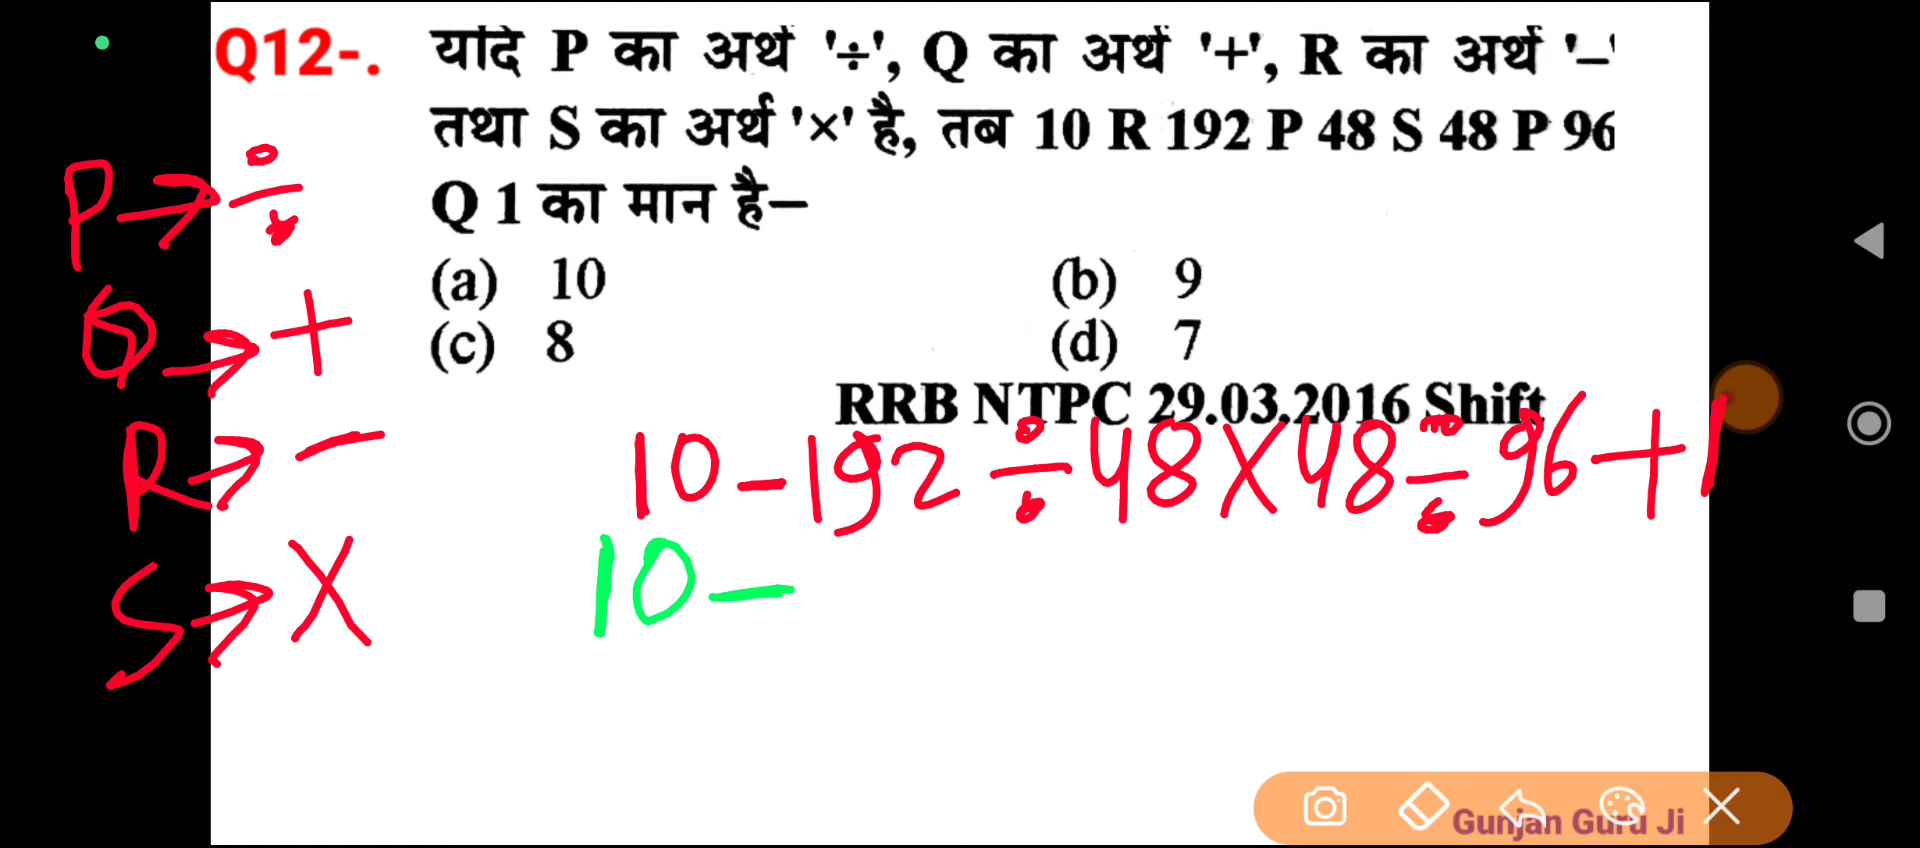 Q12-. यदि P का अर्थ '÷', Q का अर्थ '+', R का अर्थ '–'
तथा S का अर्थ '×' है, तब 10 R 192 P 48 S 48 P 96
Q 1 का मान है–
(a) 10 (b) 9
(c) 8 (d) 7
RRB NTPC 29.03.2016 Shift
P→÷
Q→+
R→−
S→×
10−192÷48×48÷96+1
10−
Gunjan Guru Ji